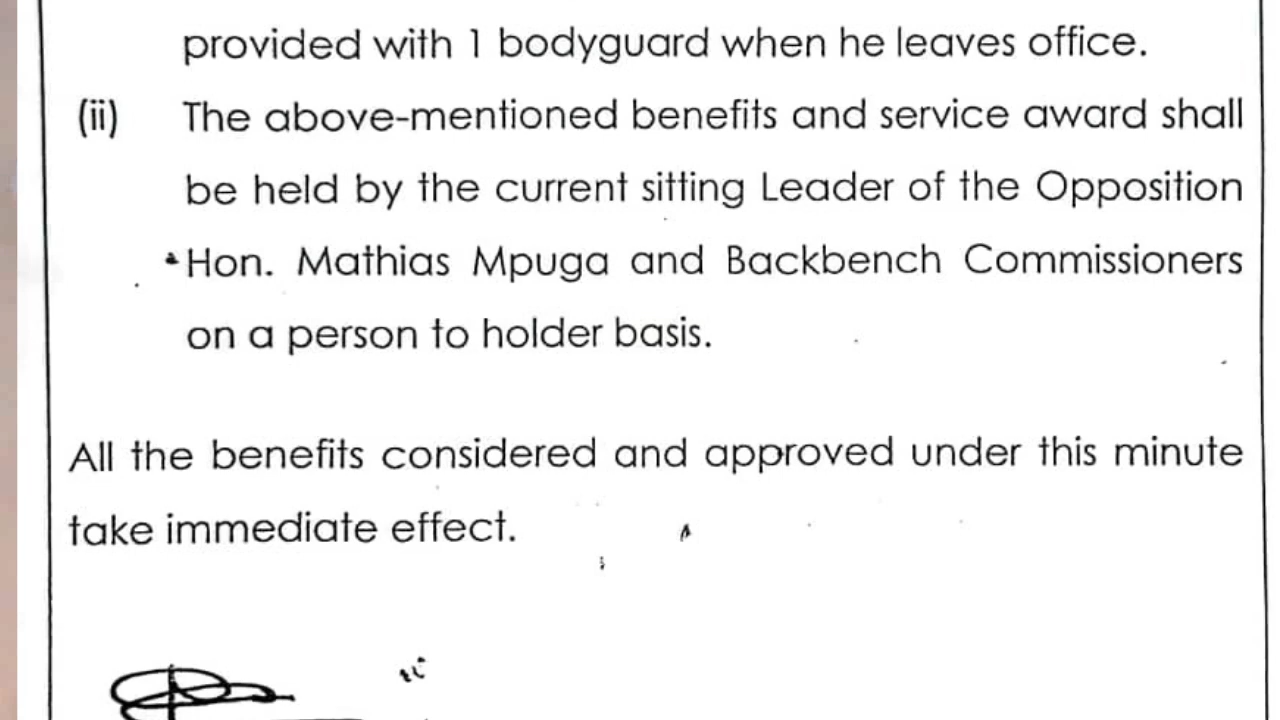 provided with 1 bodyguard when he leaves office.
(ii) The above-mentioned benefits and service award shall
be held by the current sitting Leader of the Opposition
Hon. Mathias Mpuga and Backbench Commissioners
on a person to holder basis.
All the benefits considered and approved under this minute
take immediate effect.